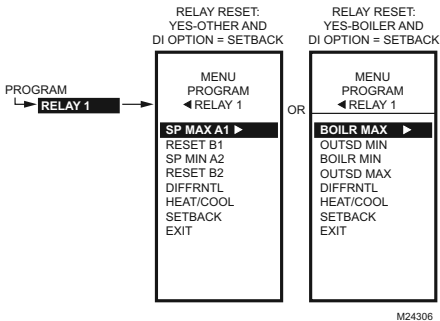 RELAY RESET:
YES-OTHER AND
DI OPTION = SETBACK
RELAY RESET:
YES-BOILER AND
DI OPTION = SETBACK
PROGRAM
RELAY 1
MENU
PROGRAM
◄RELAY 1
SP MAX A1 ►
RESET B1
SP MIN A2
RESET B2
DIFFRNTL
HEAT/COOL
SETBACK
EXIT
OR
MENU
PROGRAM
◄RELAY 1
BOILR MAX ►
OUTSD MIN
BOILR MIN
OUTSD MAX
DIFFRNTL
HEAT/COOL
SETBACK
EXIT
M24306